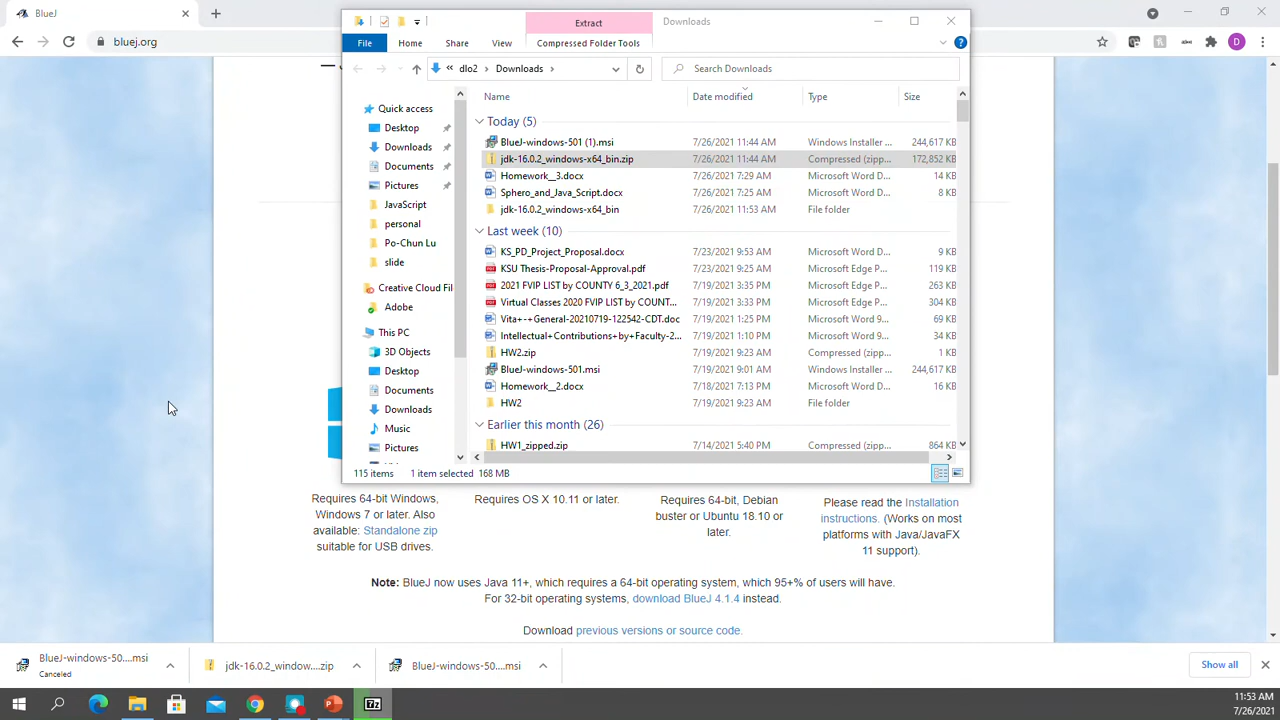 BlueJ
bluej.org
D
Extract
Downloads
File
Home
Share
View
Compressed Folder Tools
dlo2
Downloads
Search Downloads
Name
Date modified
Type
Size
Quick access
Desktop
Downloads
Documents
Pictures
JavaScript
personal
Po-Chun Lu
slide
Creative Cloud Fil
Adobe
This PC
3D Objects
Desktop
Documents
Downloads
Music
Pictures
Today (5)
BlueJ-windows-501 (1).msi 7/26/2021 11:44 AM Windows Installer ... 244,617 KB
jdk-16.0.2_windows-x64_bin.zip 7/26/2021 11:44 AM Compressed (zipp... 172,852 KB
Homework__3.docx 7/26/2021 7:29 AM Microsoft Word D... 14 KB
Sphero_and_Java_Script.docx 7/26/2021 7:25 AM Microsoft Word D... 8 KB
jdk-16.0.2_windows-x64_bin 7/26/2021 11:53 AM File folder
Last week (10)
KS_PD_Project_Proposal.docx 7/23/2021 9:53 AM Microsoft Word D... 9 KB
KSU Thesis-Proposal-Approval.pdf 7/23/2021 9:25 AM Microsoft Edge P... 119 KB
2021 FVIP LIST by COUNTY 6_3_2021.pdf 7/19/2021 3:35 PM Microsoft Edge P... 263 KB
Virtual Classes 2020 FVIP LIST by COUNT... 7/19/2021 3:33 PM Microsoft Edge P... 304 KB
Vita+-+General-20210719-122542-CDT.doc 7/19/2021 1:25 PM Microsoft Word 9... 69 KB
Intellectual+Contributions+by+Faculty-2... 7/19/2021 1:10 PM Microsoft Word 9... 34 KB
HW2.zip 7/19/2021 9:23 AM Compressed (zipp... 1 KB
BlueJ-windows-501.msi 7/19/2021 9:01 AM Windows Installer ... 244,617 KB
Homework__2.docx 7/18/2021 7:13 PM Microsoft Word D... 16 KB
HW2 7/19/2021 9:23 AM File folder
Earlier this month (26)
HW1_zipped.zip 7/14/2021 5:40 PM Compressed (zipp... 864 KB
115 items 1 item selected 168 MB
Requires 64-bit Windows,
Windows 7 or later. Also
available: Standalone zip
suitable for USB drives.
Requires OS X 10.11 or later.
Requires 64-bit, Debian
buster or Ubuntu 18.10 or
later.
Please read the Installation
instructions. (Works on most
platforms with Java/JavaFX
11 support).
Note: BlueJ now uses Java 11+, which requires a 64-bit operating system, which 95+% of users will have.
For 32-bit operating systems, download BlueJ 4.1.4 instead.
Download previous versions or source code.
BlueJ-windows-50....msi
Canceled
jdk-16.0.2_window....zip
BlueJ-windows-50....msi
Show all
7z
11:53 AM
7/26/2021